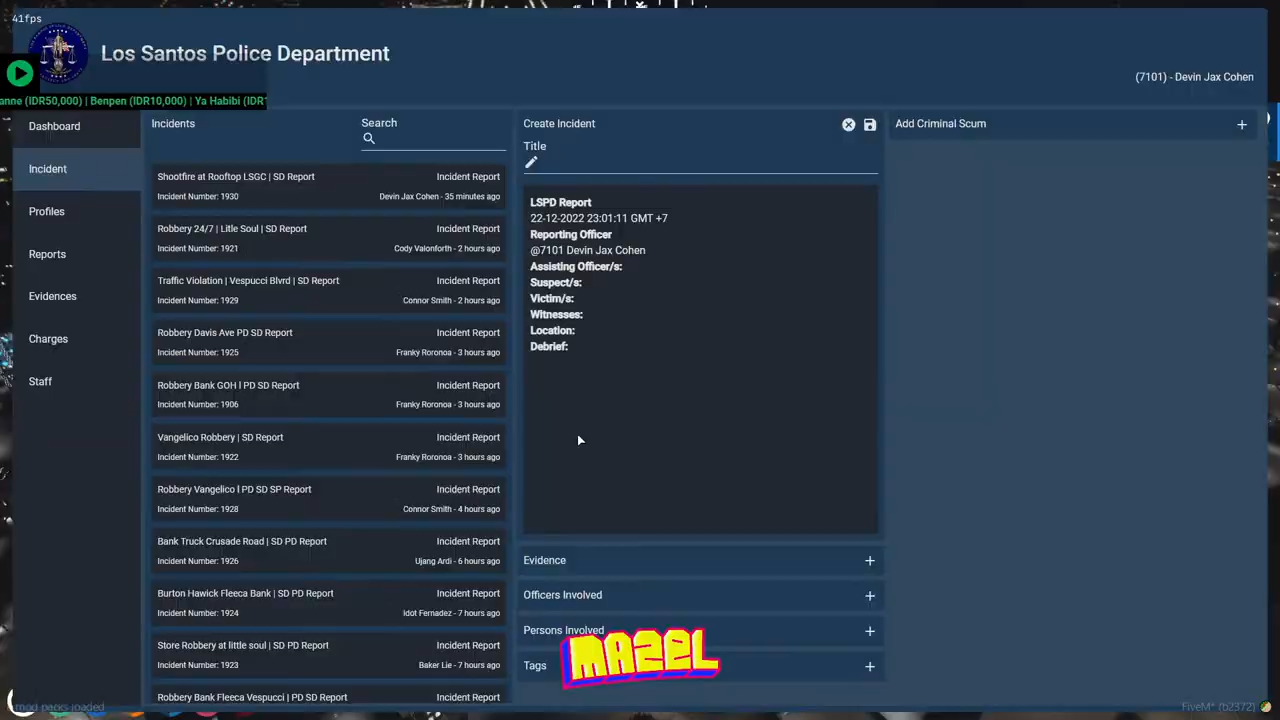 41fps
Los Santos Police Department
(7101) - Devin Jax Cohen
anne (IDR50,000) | Benpen (IDR10,000) | Ya Habibi (IDR
Dashboard
Incident
Profiles
Reports
Evidences
Charges
Staff
Incidents
Search
Shootfire at Rooftop LSGC | SD Report
Incident Report
Incident Number: 1930
Devin Jax Cohen - 35 minutes ago
Robbery 24/7 | Litle Soul | SD Report
Incident Report
Incident Number: 1921
Cody Valonforth - 2 hours ago
Traffic Violation | Vespucci Blvrd | SD Report
Incident Report
Incident Number: 1929
Connor Smith - 2 hours ago
Robbery Davis Ave PD SD Report
Incident Report
Incident Number: 1925
Franky Roronoa - 3 hours ago
Robbery Bank GOH l PD SD Report
Incident Report
Incident Number: 1906
Franky Roronoa - 3 hours ago
Vangelico Robbery | SD Report
Incident Report
Incident Number: 1922
Franky Roronoa - 3 hours ago
Robbery Vangelico l PD SD SP Report
Incident Report
Incident Number: 1928
Connor Smith - 4 hours ago
Bank Truck Crusade Road | SD PD Report
Incident Report
Incident Number: 1926
Ujang Ardi - 6 hours ago
Burton Hawick Fleeca Bank | SD PD Report
Incident Report
Incident Number: 1924
Idot Fernadez - 7 hours ago
Store Robbery at little soul | SD PD Report
Incident Report
Incident Number: 1923
Baker Lie - 7 hours ago
Robbery Bank Fleeca Vespucci | PD SD Report
Incident Report
Create Incident
Title
LSPD Report
22-12-2022 23:01:11 GMT +7
Reporting Officer
@7101 Devin Jax Cohen
Assisting Officer/s:
Suspect/s:
Victim/s:
Witnesses:
Location:
Debrief:
Evidence
Officers Involved
Persons Involved
Tags
MAZEL
Add Criminal Scum
mod packs loaded
FiveM* (b2372)